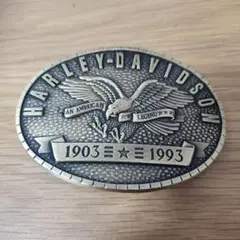 HARLEY-DAVIDSON
AN AMERICAN LEGEND
1903 ☰ ★ ☰ 1993